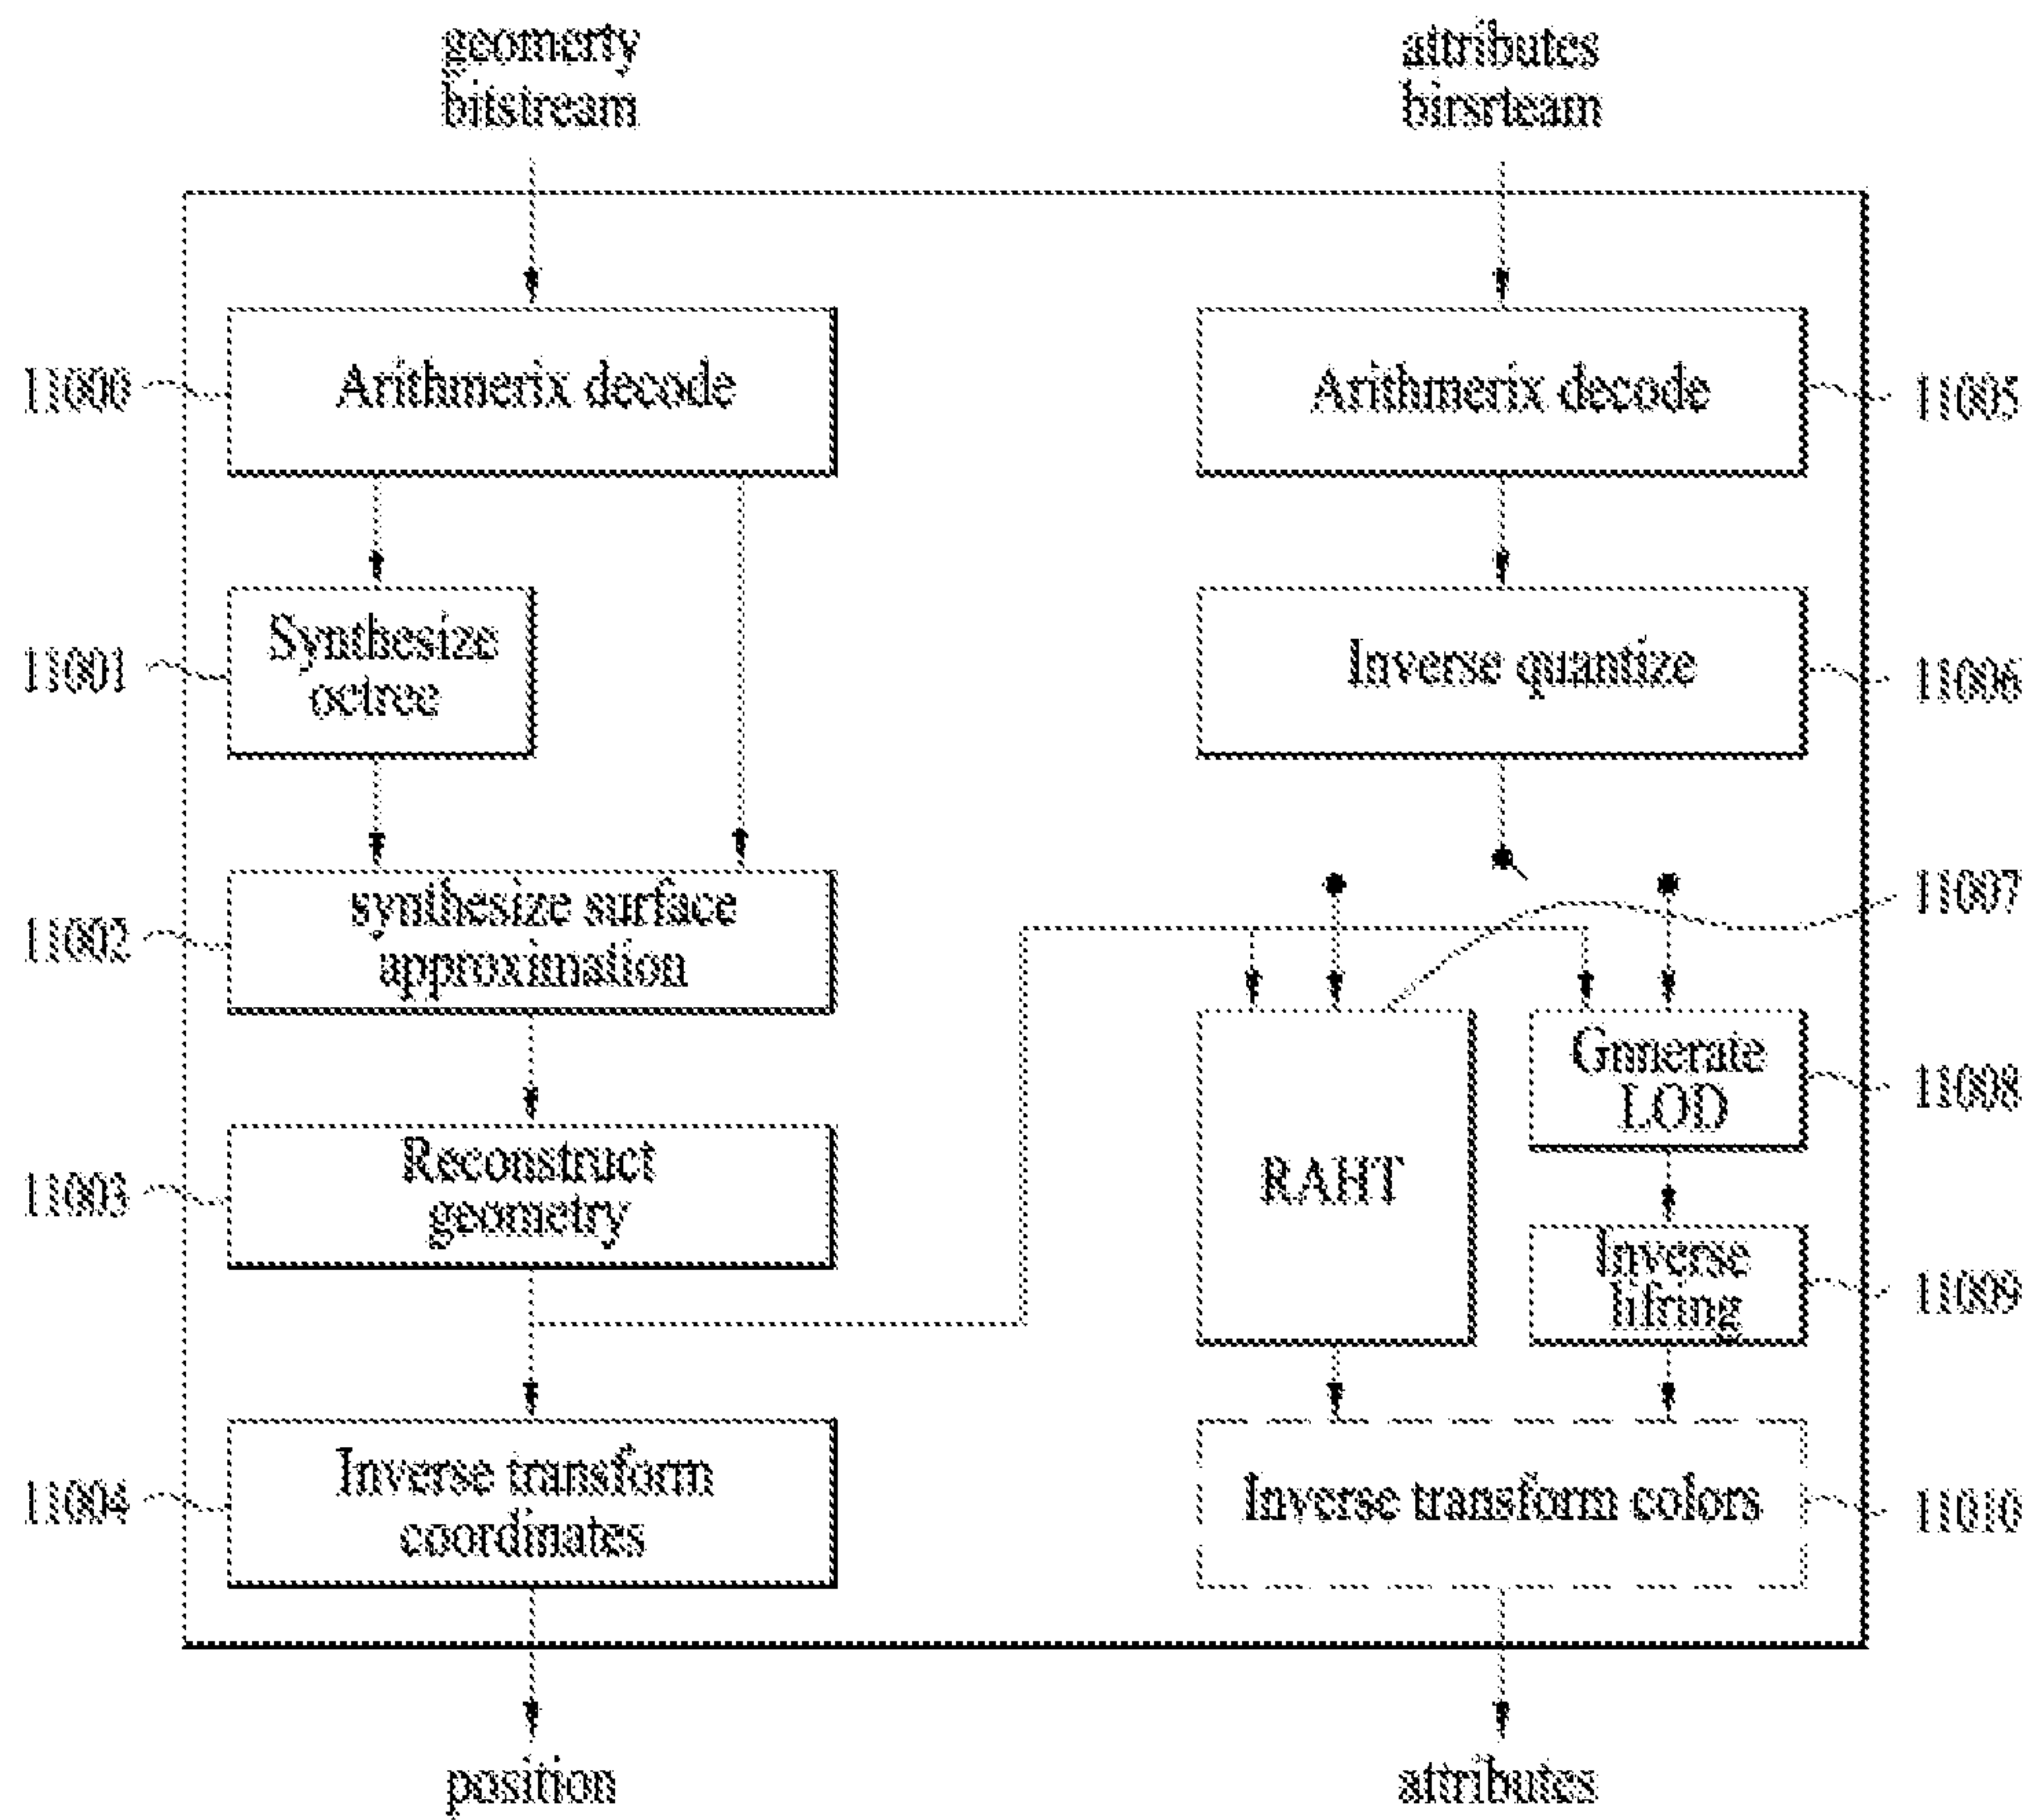 geomerty
bitstream
attributes
birsrteam
11000
Arithmerix decode
Arithmerix decode
11005
11001
Synthesize
octree
Inverse quantize
11006
11002
synthesize surface
approximation
11007
Gnnerate
LOD
11008
11003
Reconstruct
geometry
RAHT
Inverse
lifring
11009
11004
Inverse transform
coordinates
Inverse transform colors
11010
position
attributes